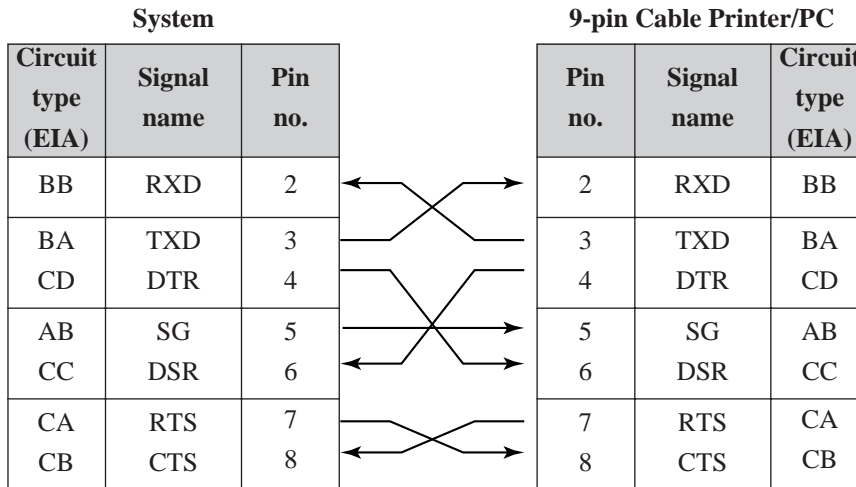 System 9-pin Cable Printer/PC
Circuit type (EIA) Signal name Pin no. Pin no. Signal name Circuit type (EIA)
BB RXD 2 2 RXD BB
BA TXD 3 3 TXD BA
CD DTR 4 4 DTR CD
AB SG 5 5 SG AB
CC DSR 6 6 DSR CC
CA RTS 7 7 RTS CA
CB CTS 8 8 CTS CB